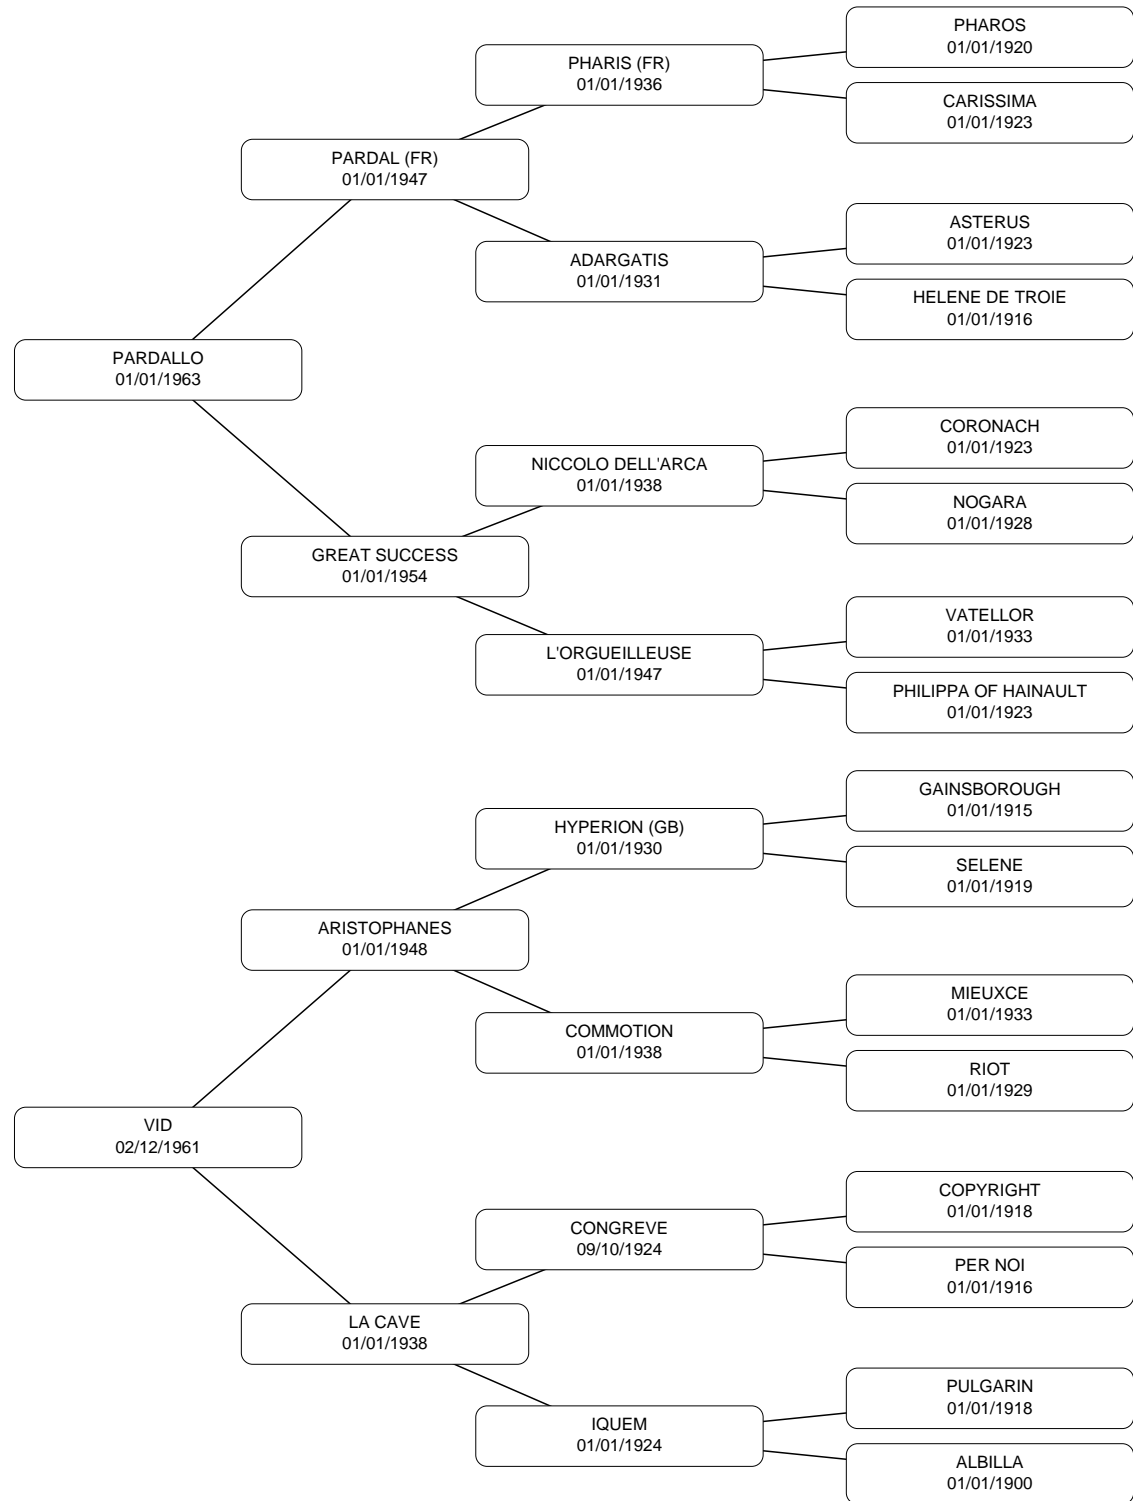 PHAROS
01/01/1920
PHARIS (FR)
01/01/1936
CARISSIMA
01/01/1923
PARDAL (FR)
01/01/1947
ASTERUS
01/01/1923
ADARGATIS
01/01/1931
HELENE DE TROIE
01/01/1916
PARDALLO
01/01/1963
CORONACH
01/01/1923
NICCOLO DELL'ARCA
01/01/1938
NOGARA
01/01/1928
GREAT SUCCESS
01/01/1954
VATELLOR
01/01/1933
L'ORGUEILLEUSE
01/01/1947
PHILIPPA OF HAINAULT
01/01/1923
GAINSBOROUGH
01/01/1915
HYPERION (GB)
01/01/1930
SELENE
01/01/1919
ARISTOPHANES
01/01/1948
MIEUXCE
01/01/1933
COMMOTION
01/01/1938
RIOT
01/01/1929
VID
02/12/1961
COPYRIGHT
01/01/1918
CONGREVE
09/10/1924
PER NOI
01/01/1916
LA CAVE
01/01/1938
PULGARIN
01/01/1918
IQUEM
01/01/1924
ALBILLA
01/01/1900